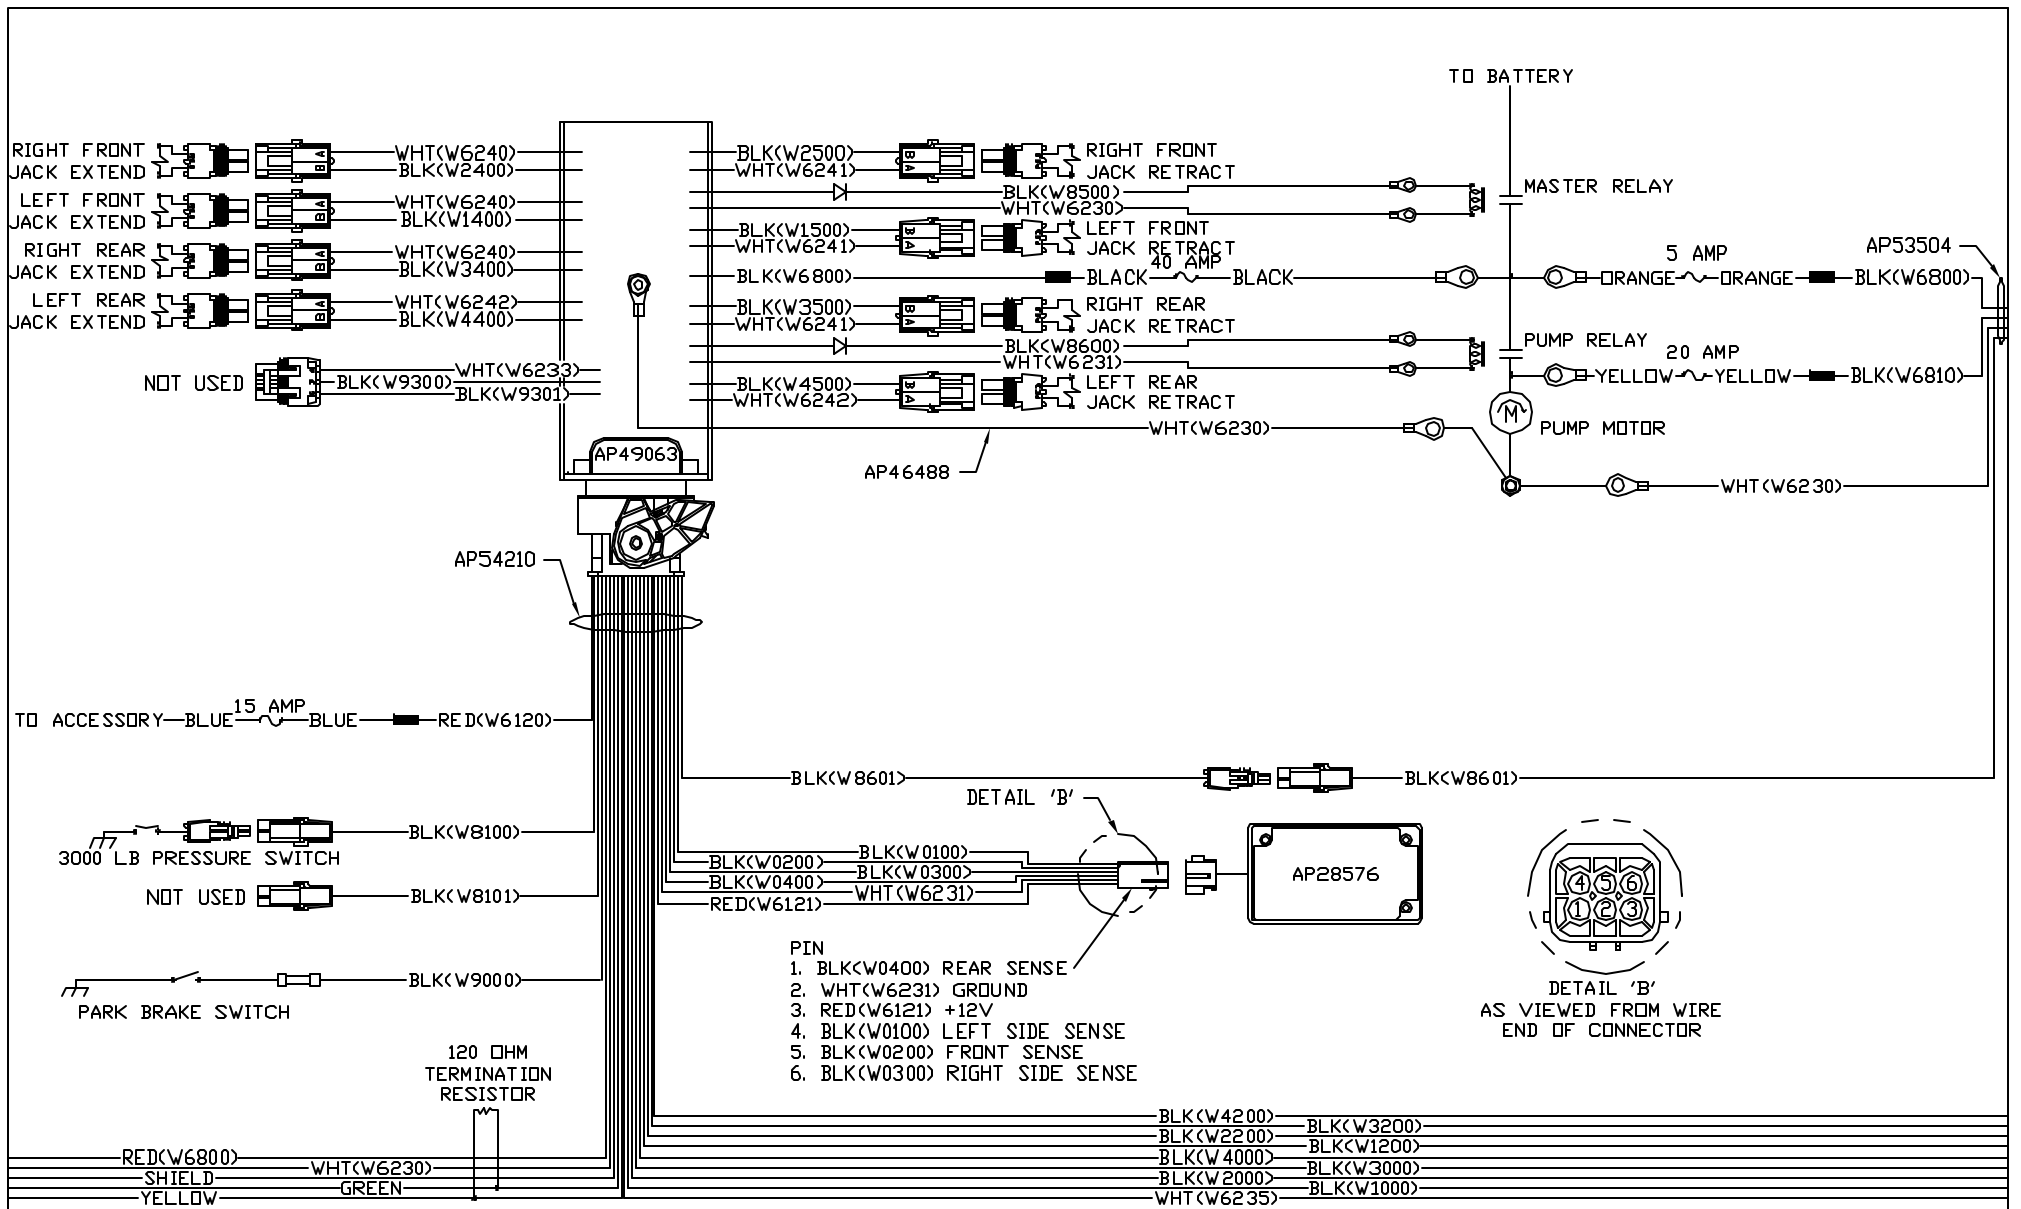 TO BATTERY
RIGHT FRONT
JACK EXTEND
WHT(W6240)
BLK(W2400)
LEFT FRONT
JACK EXTEND
WHT(W6240)
BLK(W1400)
RIGHT REAR
JACK EXTEND
WHT(W6240)
BLK(W3400)
LEFT REAR
JACK EXTEND
WHT(W6242)
BLK(W4400)
A
B
A
B
A
B
A
B
NOT USED
WHT(W6233)
BLK(W9300)
BLK(W9301)
BLK(W2500)
WHT(W6241)
B
A
RIGHT FRONT
JACK RETRACT
BLK(W8500)
WHT(W6230)
MASTER RELAY
BLK(W1500)
WHT(W6241)
B
A
LEFT FRONT
JACK RETRACT
BLK(W6800)
BLACK
40 AMP
BLACK
5 AMP
ORANGE
ORANGE
BLK(W6800)
AP53504
BLK(W3500)
WHT(W6241)
B
A
RIGHT REAR
JACK RETRACT
BLK(W8600)
WHT(W6231)
PUMP RELAY
20 AMP
YELLOW
YELLOW
BLK(W6810)
BLK(W4500)
WHT(W6242)
B
A
LEFT REAR
JACK RETRACT
M
PUMP MOTOR
WHT(W6230)
AP46488
WHT(W6230)
AP49063
AP54210
TO ACCESSORY
BLUE
15 AMP
BLUE
RED(W6120)
BLK(W8601)
BLK(W8601)
DETAIL 'B'
BLK(W8100)
3000 LB PRESSURE SWITCH
NOT USED
BLK(W8101)
BLK(W0100)
BLK(W0200)
BLK(W0300)
BLK(W0400)
WHT(W6231)
RED(W6121)
AP28576
4 5 6
1 2 3
DETAIL 'B'
AS VIEWED FROM WIRE
END OF CONNECTOR
PIN
1. BLK(W0400) REAR SENSE
2. WHT(W6231) GROUND
3. RED(W6121) +12V
4. BLK(W0100) LEFT SIDE SENSE
5. BLK(W0200) FRONT SENSE
6. BLK(W0300) RIGHT SIDE SENSE
BLK(W9000)
PARK BRAKE SWITCH
120 OHM
TERMINATION
RESISTOR
RED(W6800)
WHT(W6230)
SHIELD
GREEN
YELLOW
BLK(W4200)
BLK(W3200)
BLK(W2200)
BLK(W1200)
BLK(W4000)
BLK(W3000)
BLK(W2000)
BLK(W1000)
WHT(W6235)